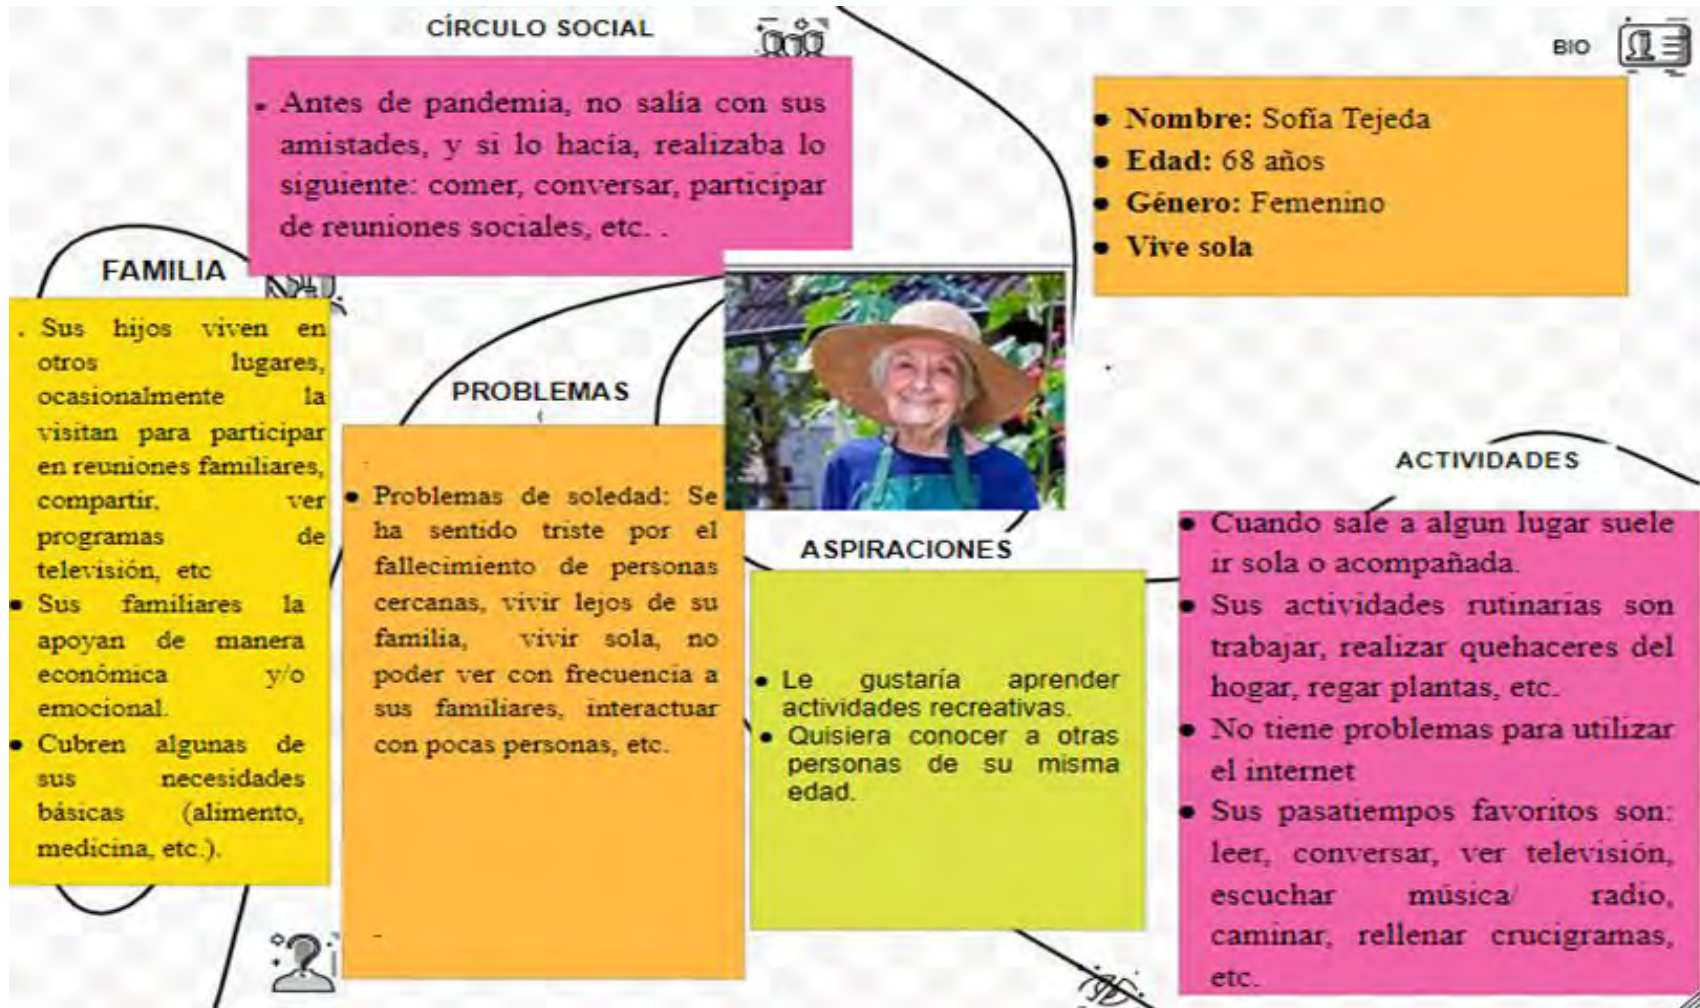 CÍRCULO SOCIAL
Antes de pandemia, no salía con sus
amistades, y si lo hacía, realizaba lo
siguiente: comer, conversar, participar
de reuniones sociales, etc. .
BIO
• Nombre: Sofía Tejeda
• Edad: 68 años
• Género: Femenino
• Vive sola
FAMILIA
. Sus hijos viven en
otros lugares,
ocasionalmente la
visitan para participar
en reuniones familiares,
compartir, ver
programas de
televisión, etc
• Sus familiares la
apoyan de manera
económica y/o
emocional.
• Cubren algunas de
sus necesidades
básicas (alimento,
medicina, etc.).
PROBLEMAS
• Problemas de soledad: Se
ha sentido triste por el
fallecimiento de personas
cercanas, vivir lejos de su
familia, vivir sola, no
poder ver con frecuencia a
sus familiares, interactuar
con pocas personas, etc.
ASPIRACIONES
• Le gustaría aprender
actividades recreativas.
• Quisiera conocer a otras
personas de su misma
edad.
ACTIVIDADES
• Cuando sale a algun lugar suele
ir sola o acompañada.
• Sus actividades rutinarias son
trabajar, realizar quehaceres del
hogar, regar plantas, etc.
• No tiene problemas para utilizar
el internet
• Sus pasatiempos favoritos son:
leer, conversar, ver televisión,
escuchar música/ radio,
caminar, rellenar crucigramas,
etc.